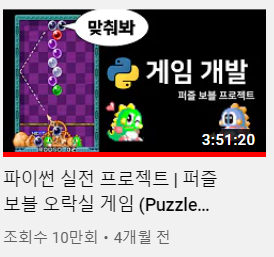 맞춰봐
게임 개발
퍼즐 보블 프로젝트
NEXT
3:51:20
파이썬 실전 프로젝트 | 퍼즐
보블 오락실 게임 (Puzzle...
조회수 10만회 • 4개월 전